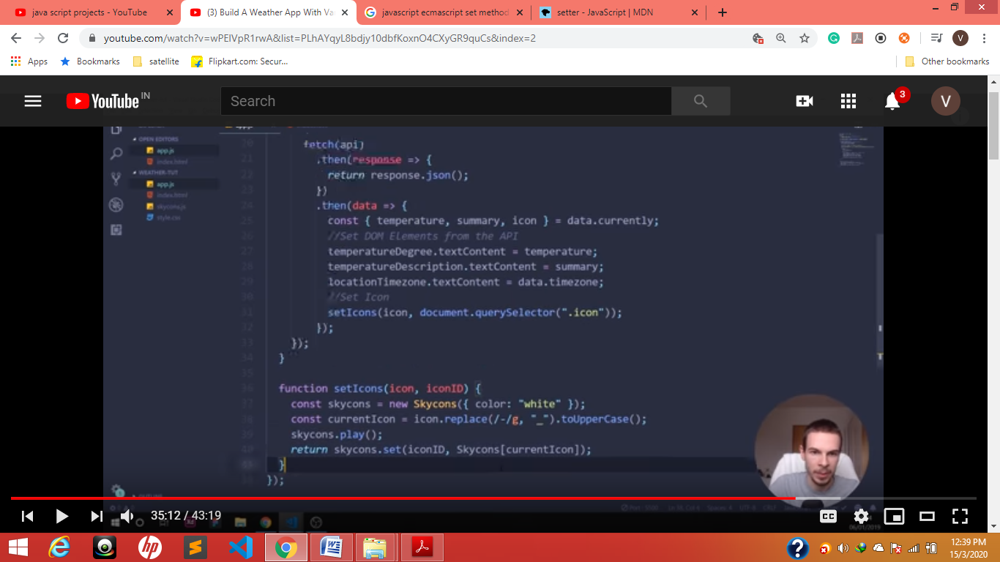 java script projects - YouTube
(3) Build A Weather App With Va
javascript ecmascript set method
setter - JavaScript | MDN
youtube.com/watch?v=wPElVpR1rwA&list=PLhAYqyL8bdjy10dbfKoxnO4CXyGR9quCs&index=2
Apps Bookmarks satellite Flipkart.com: Secur... Other bookmarks
YouTube IN Search 3 V
OPEN EDITORS
app.js
index.html
WEATHER-TUT
app.js
index.html
skycons.js
style.css
20 fetch(api)
21 .then(response => {
22 return response.json();
23 })
24 .then(data => {
25 const { temperature, summary, icon } = data.currently;
26 //Set DOM Elements from the API
27 temperatureDegree.textContent = temperature;
28 temperatureDescription.textContent = summary;
29 locationTimezone.textContent = data.timezone;
30 //Set Icon
31 setIcons(icon, document.querySelector(".icon"));
32 });
33 });
34 }
35
36 function setIcons(icon, iconID) {
37 const skycons = new Skycons({ color: "white" });
38 const currentIcon = icon.replace(/-/g, "_").toUpperCase();
39 skycons.play();
40 return skycons.set(iconID, Skycons[currentIcon]);
}
});
35:12 / 43:19
CC
06/01/2019
12:39 PM
15/3/2020